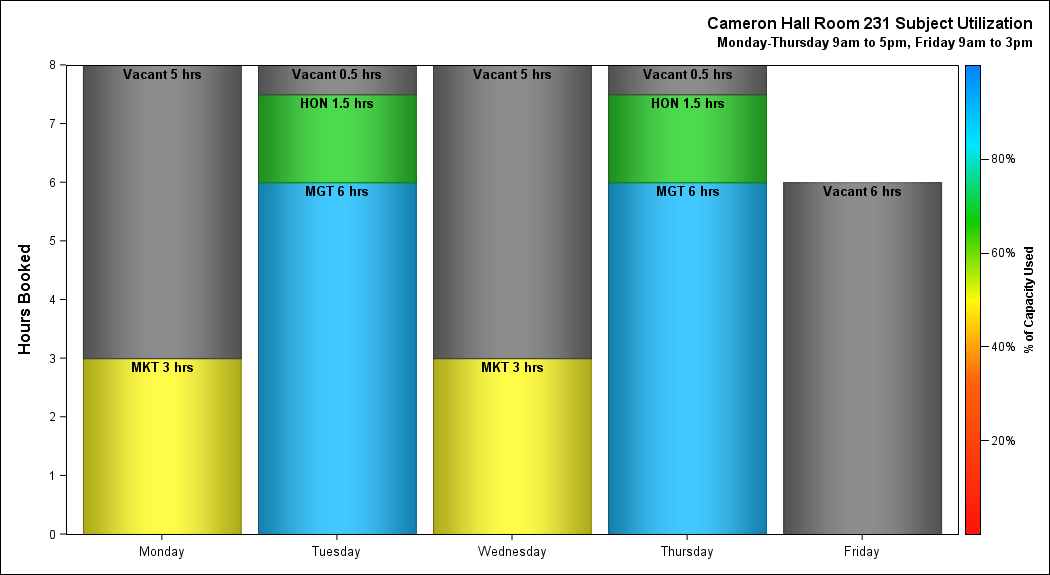 Cameron Hall Room 231 Subject Utilization
Monday-Thursday 9am to 5pm, Friday 9am to 3pm
Hours Booked
8
7
6
5
4
3
2
1
0
Vacant 5 hrs
MKT 3 hrs
Vacant 0.5 hrs
HON 1.5 hrs
MGT 6 hrs
Vacant 5 hrs
MKT 3 hrs
Vacant 0.5 hrs
HON 1.5 hrs
MGT 6 hrs
Vacant 6 hrs
Monday
Tuesday
Wednesday
Thursday
Friday
80%
60%
40%
20%
% of Capacity Used